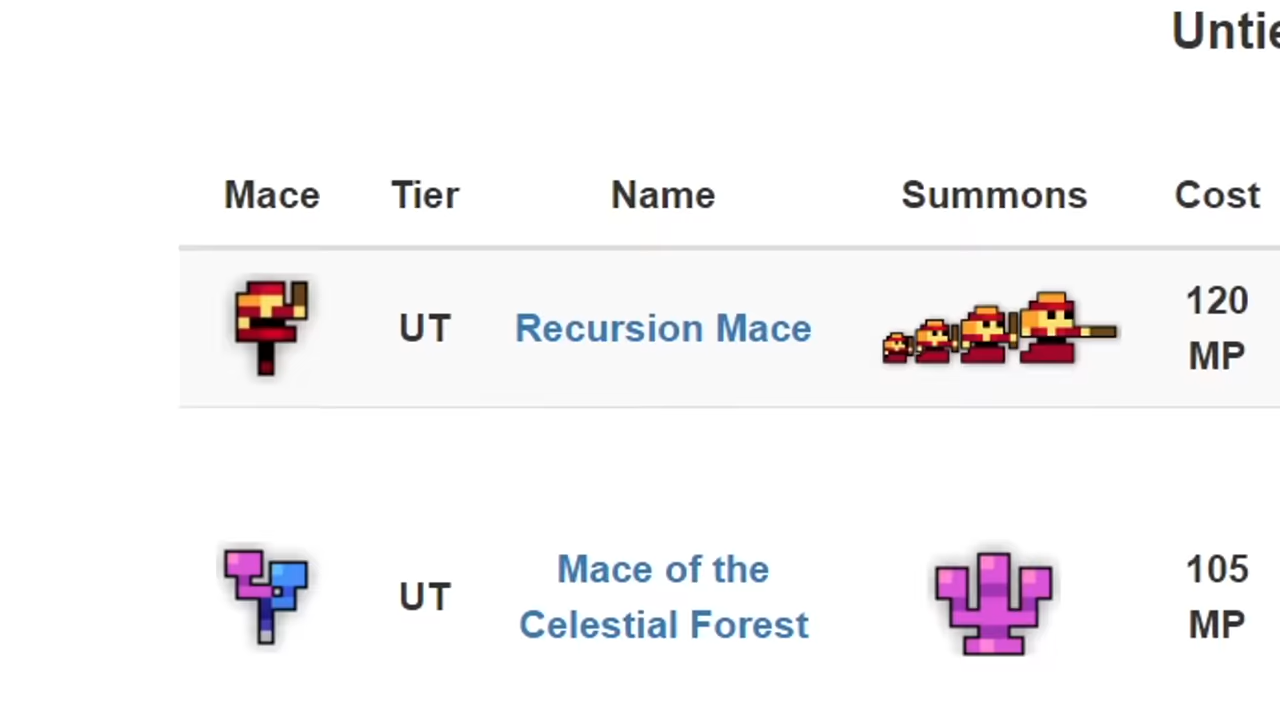 Untie
Mace Tier Name Summons Cost
UT Recursion Mace 120 MP
UT Mace of the Celestial Forest 105 MP